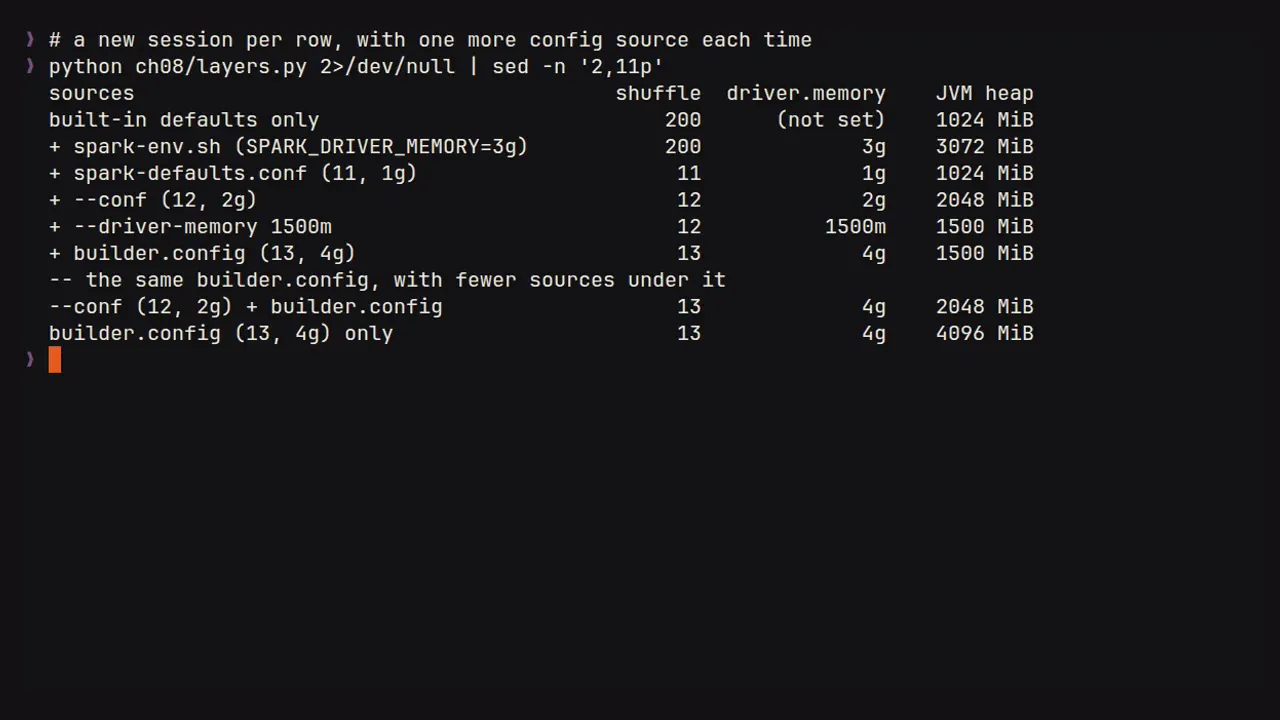 ❯ # a new session per row, with one more config source each time
❯ python ch08/layers.py 2>/dev/null | sed -n '2,11p'
sources                                       shuffle  driver.memory    JVM heap
built-in defaults only                            200      (not set)    1024 MiB
+ spark-env.sh (SPARK_DRIVER_MEMORY=3g)           200             3g    3072 MiB
+ spark-defaults.conf (11, 1g)                     11             1g    1024 MiB
+ --conf (12, 2g)                                  12             2g    2048 MiB
+ --driver-memory 1500m                            12          1500m    1500 MiB
+ builder.config (13, 4g)                          13             4g    1500 MiB
-- the same builder.config, with fewer sources under it
--conf (12, 2g) + builder.config                   13             4g    2048 MiB
builder.config (13, 4g) only                       13             4g    4096 MiB
❯